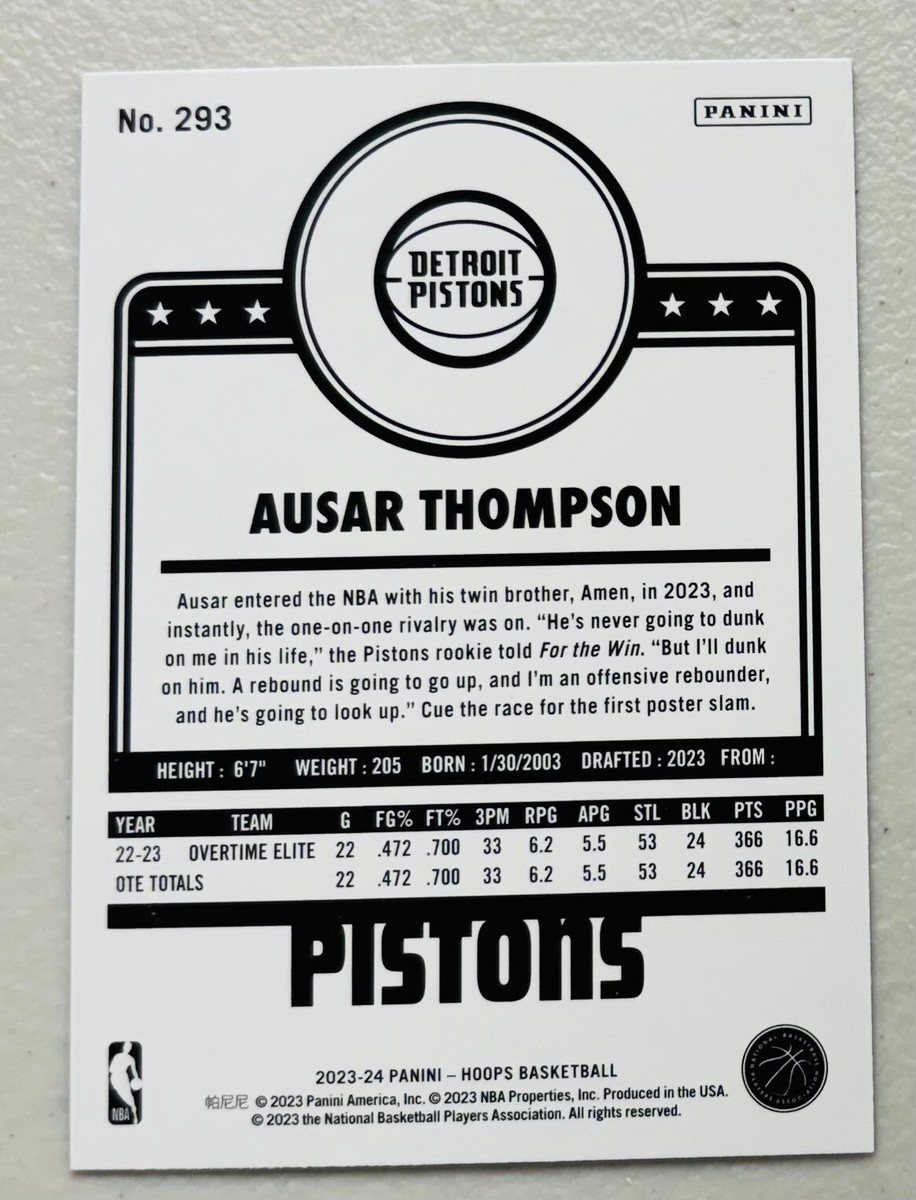 No. 293
PANINI
DETROIT
PISTONS
AUSAR THOMPSON
Ausar entered the NBA with his twin brother, Amen, in 2023, and
instantly, the one-on-one rivalry was on. “He’s never going to dunk
on me in his life,” the Pistons rookie told For the Win. “But I’ll dunk
on him. A rebound is going to go up, and I’m an offensive rebounder,
and he’s going to look up.” Cue the race for the first poster slam.
HEIGHT : 6'7" WEIGHT : 205 BORN : 1/30/2003 DRAFTED : 2023 FROM :
YEAR TEAM G FG% FT% 3PM RPG APG STL BLK PTS PPG
22-23 OVERTIME ELITE 22 .472 .700 33 6.2 5.5 53 24 366 16.6
OTE TOTALS 22 .472 .700 33 6.2 5.5 53 24 366 16.6
PISTONS
2023-24 PANINI – HOOPS BASKETBALL
帕尼尼 © 2023 Panini America, Inc. © 2023 NBA Properties, Inc. Produced in the USA.
© 2023 the National Basketball Players Association. All rights reserved.
NBA
NATIONAL BASKETBALL PLAYERS ASSOCIATION